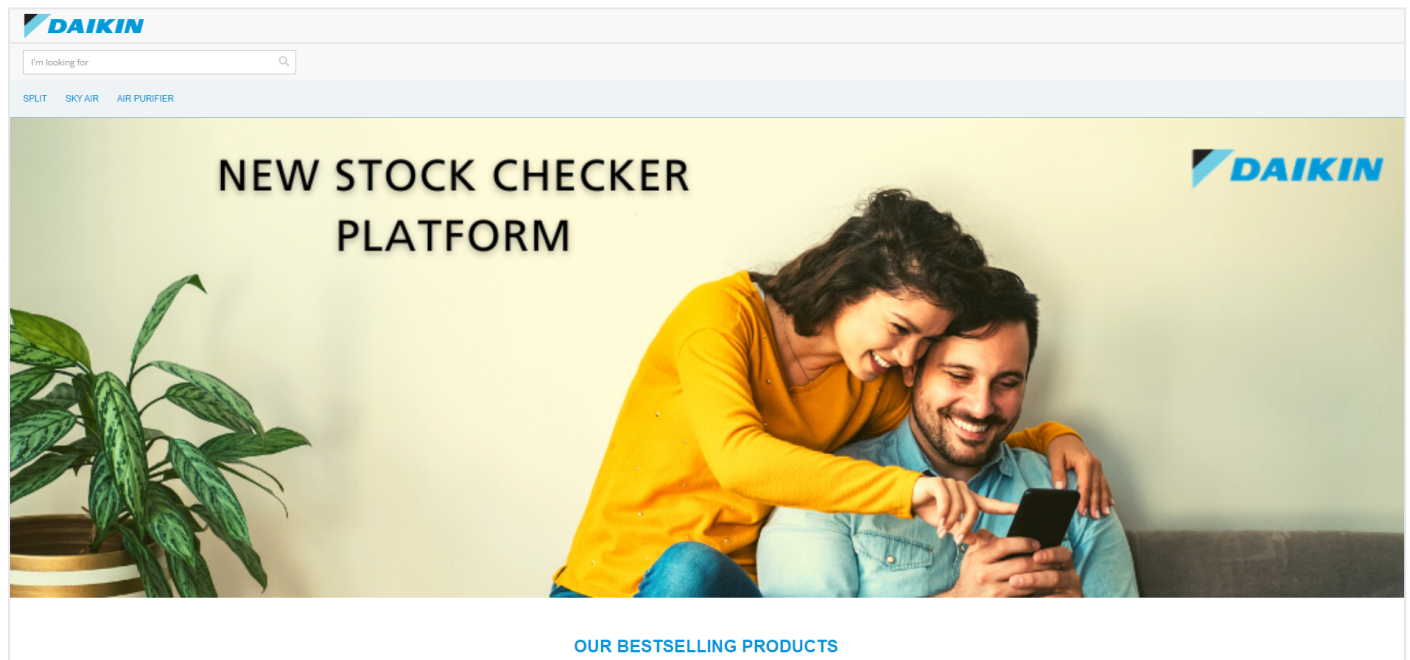 DAIKIN
I'm looking for
SPLIT SKY AIR AIR PURIFIER
NEW STOCK CHECKER
PLATFORM
DAIKIN
OUR BESTSELLING PRODUCTS